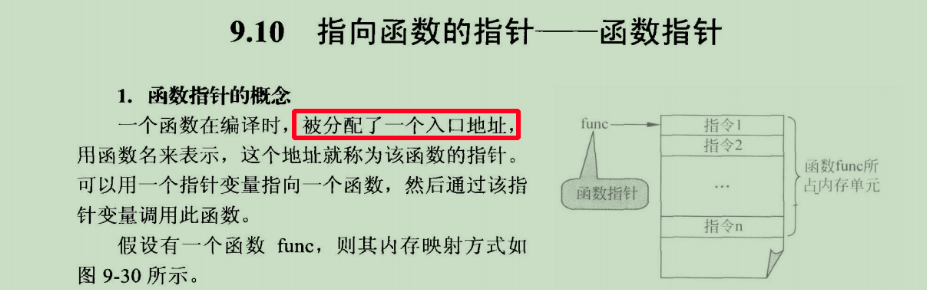 9.10 指向函数的指针——函数指针
1. 函数指针的概念
一个函数在编译时，被分配了一个入口地址，
用函数名来表示，这个地址就称为该函数的指针。
可以用一个指针变量指向一个函数，然后通过该指
针变量调用此函数。
假设有一个函数 func，则其内存映射方式如
图 9-30 所示。
func
函数指针
指令1
指令2
…
指令n
函数func所
占内存单元